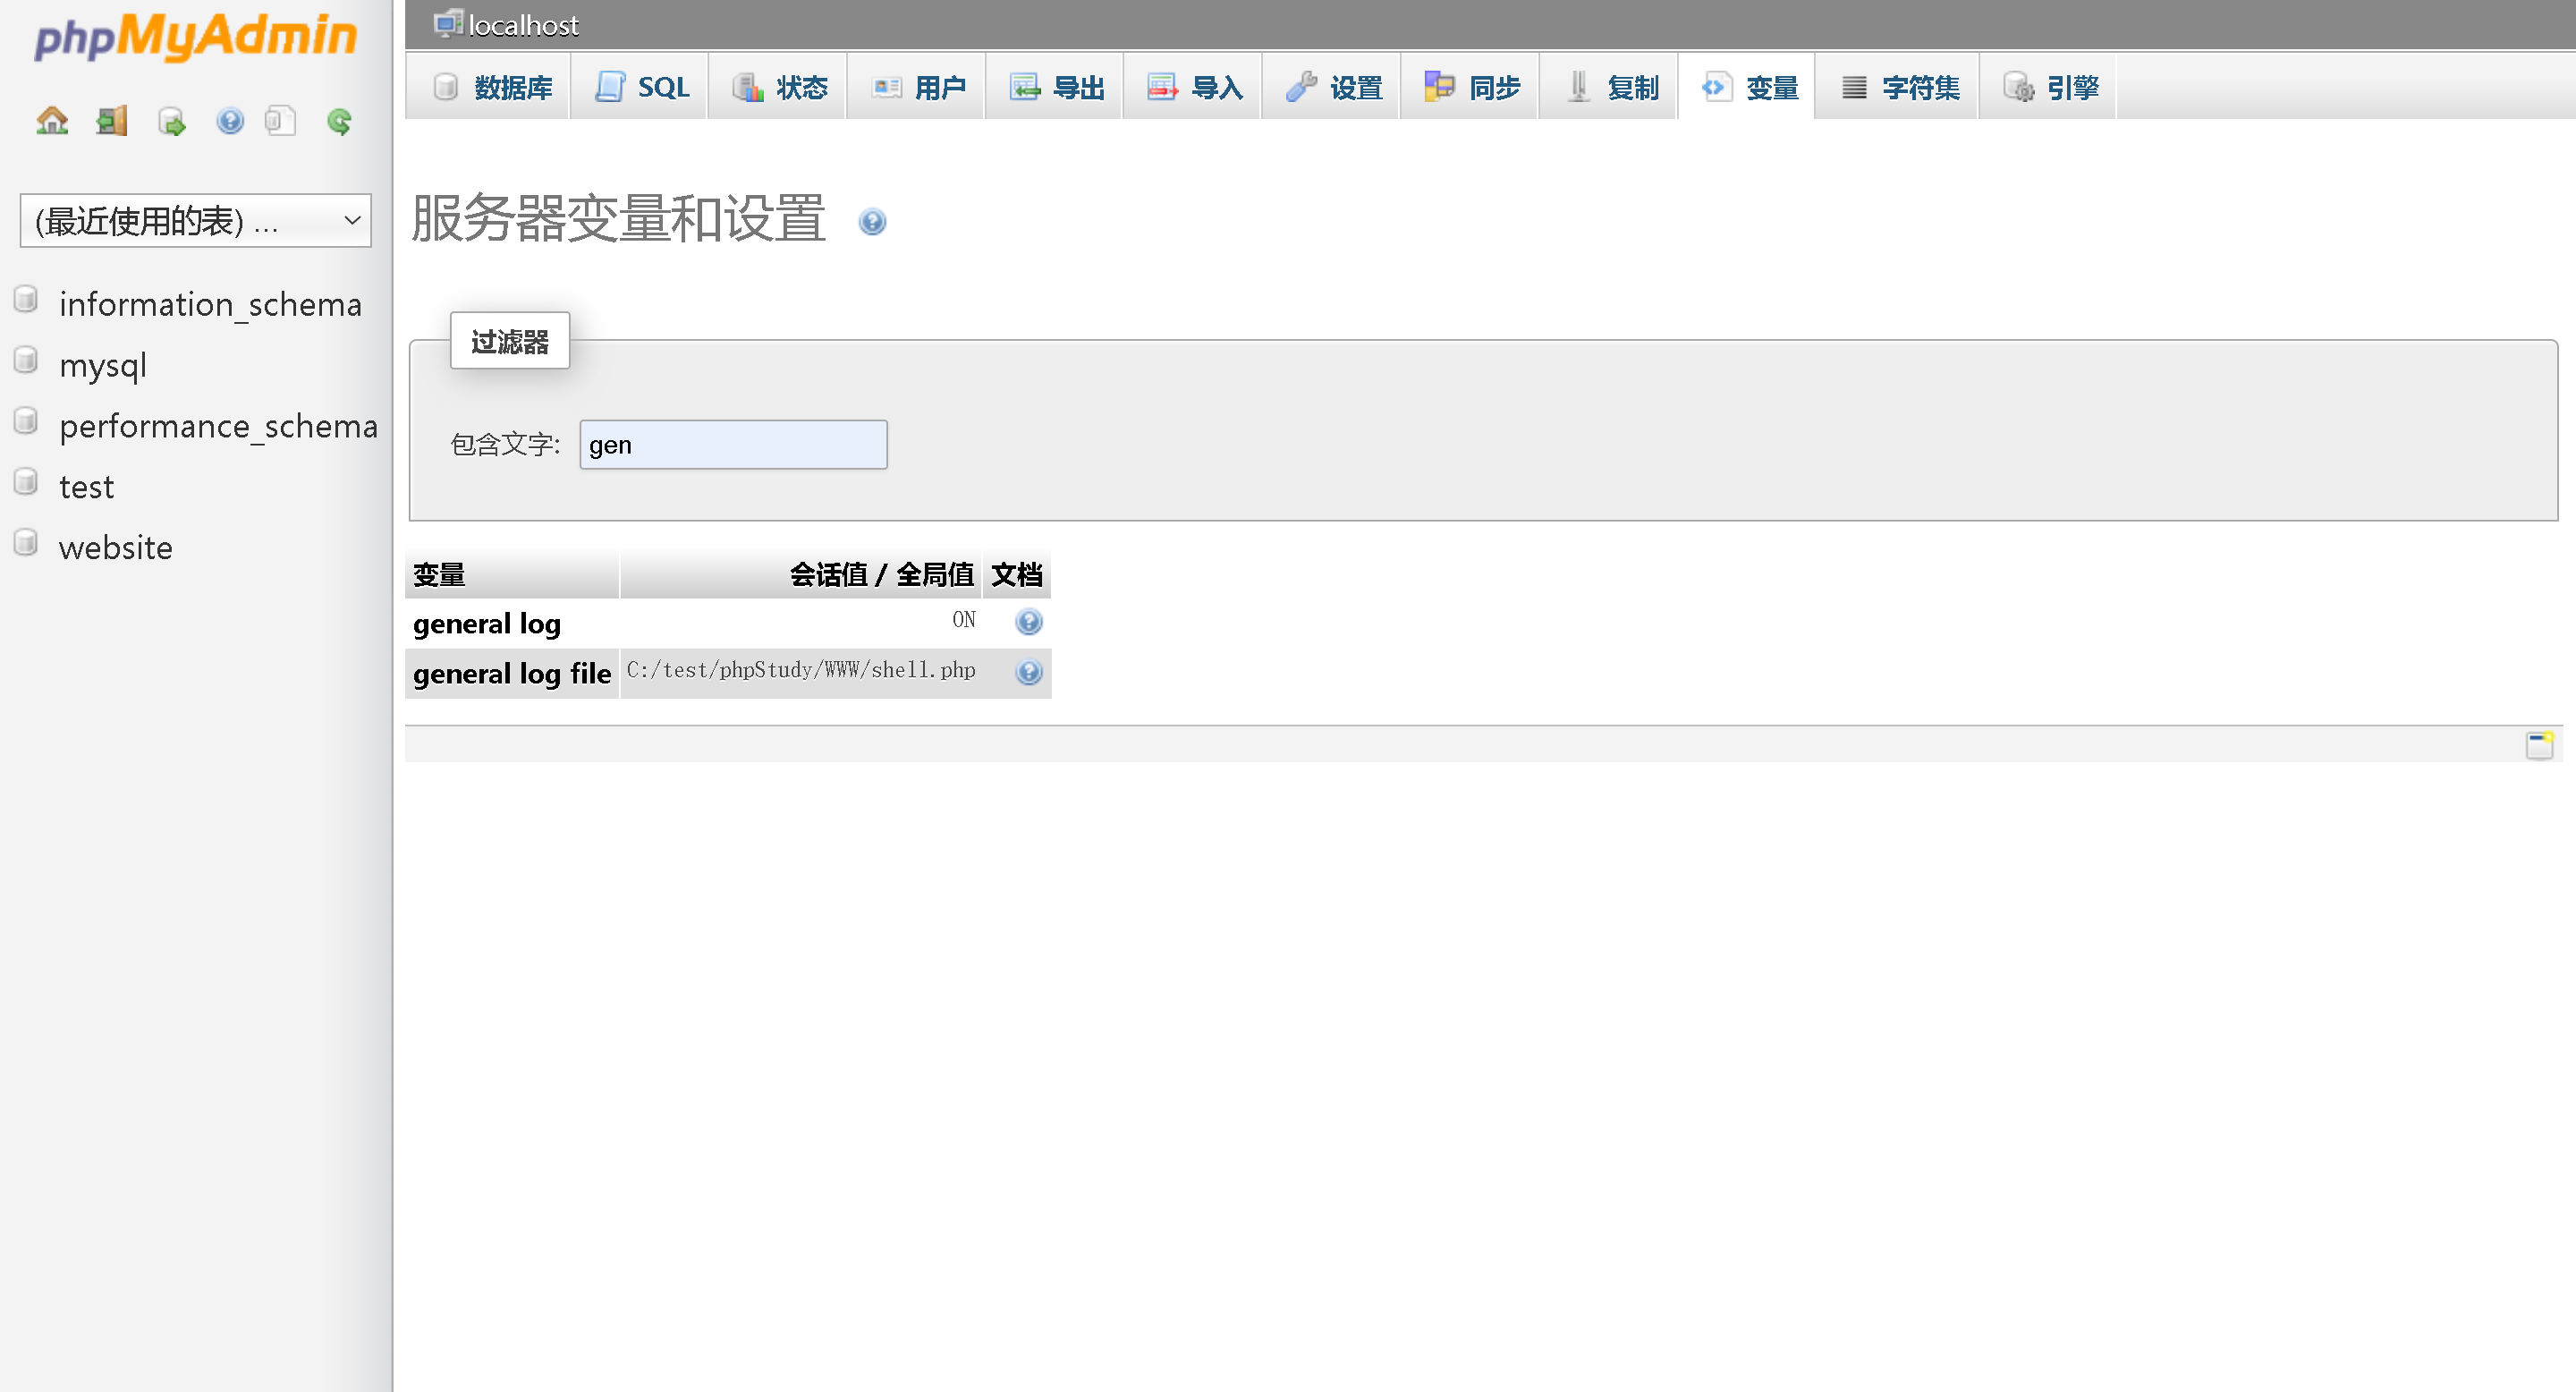 phpMyAdmin
(最近使用的表) ...
information_schema
mysql
performance_schema
test
website
localhost
数据库 SQL 状态 用户 导出 导入 设置 同步 复制 变量 字符集 引擎
服务器变量和设置
过滤器
包含文字: gen
变量 会话值 / 全局值 文档
general log ON
general log file C:/test/phpStudy/WWW/shell.php